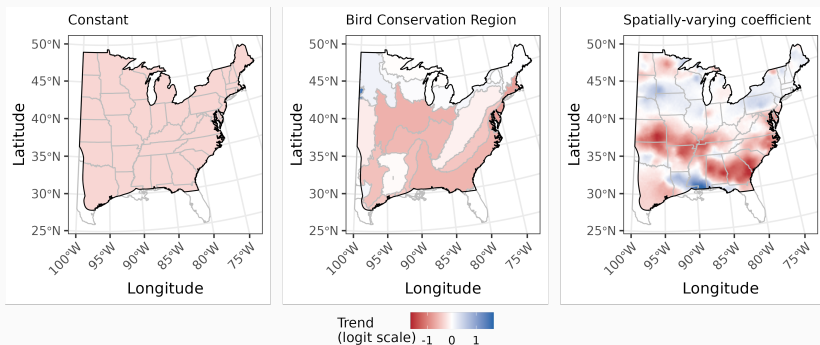 Constant
50°N
45°N
40°N
35°N
30°N
25°N
Latitude
100°W
95°W
90°W
85°W
80°W
75°W
Longitude
Bird Conservation Region
50°N
45°N
40°N
35°N
30°N
25°N
Latitude
100°W
95°W
90°W
85°W
80°W
75°W
Longitude
Spatially-varying coefficient
50°N
45°N
40°N
35°N
30°N
25°N
Latitude
100°W
95°W
90°W
85°W
80°W
75°W
Longitude
Trend
(logit scale)
-1 0 1